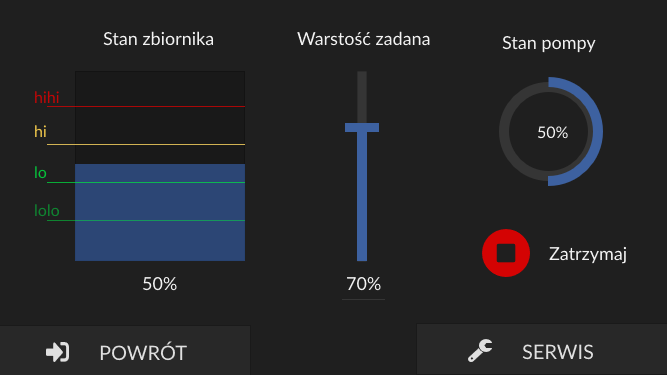 Stan zbiornika
Warstość zadana
Stan pompy
hihi
hi
lo
lolo
50%
70%
50%
Zatrzymaj
POWRÓT
SERWIS